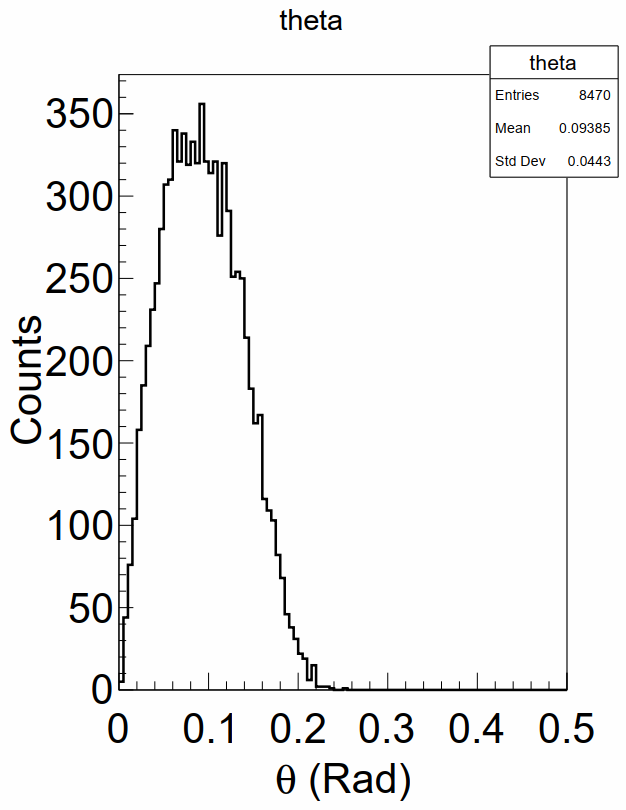 theta
theta
Entries 8470
Mean 0.09385
Std Dev 0.0443
350
300
250
200
150
100
50
0
Counts
0 0.1 0.2 0.3 0.4 0.5
θ (Rad)